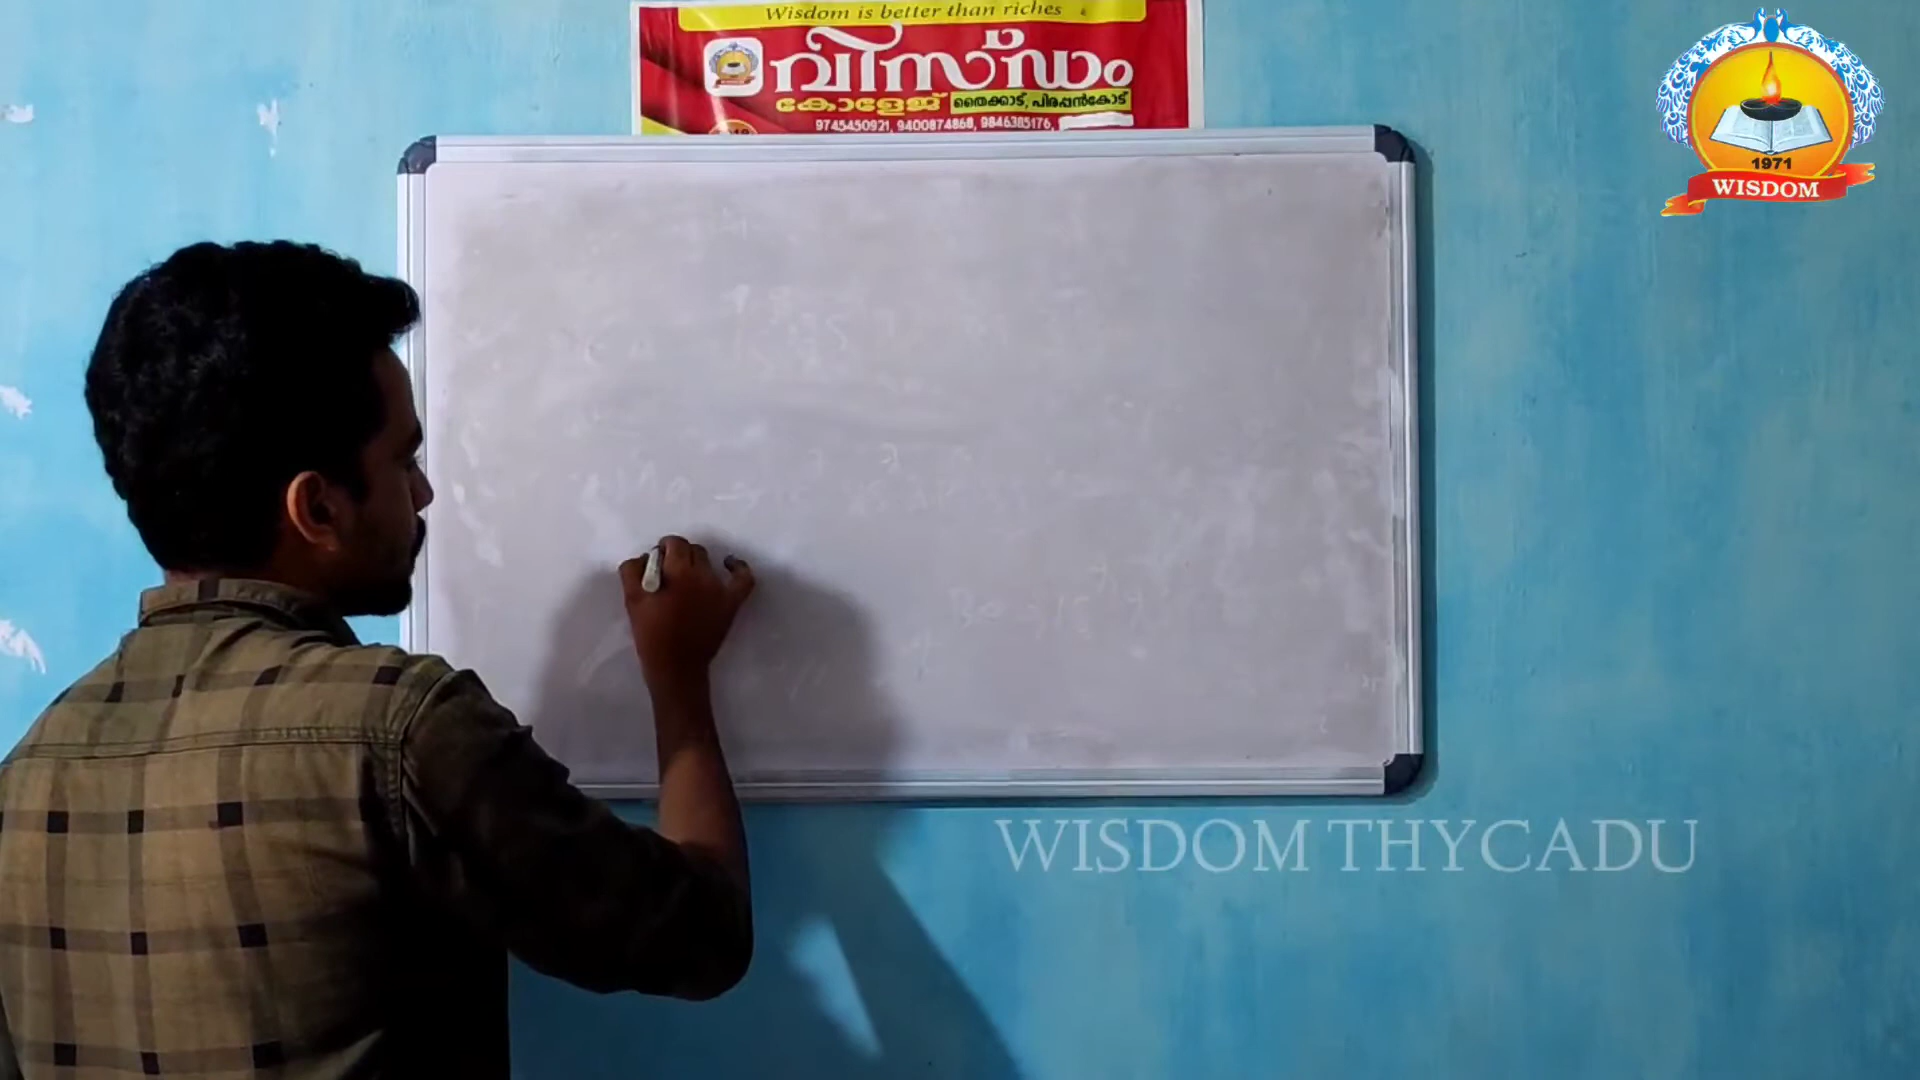 Wisdom is better than riches
വിസ്ഡം
കോളേജ് തൈക്കാട്, പിരപ്പൻകോട്
9745450921, 9400874868, 9846385176,
1971
WISDOM
WISDOM THYCADU